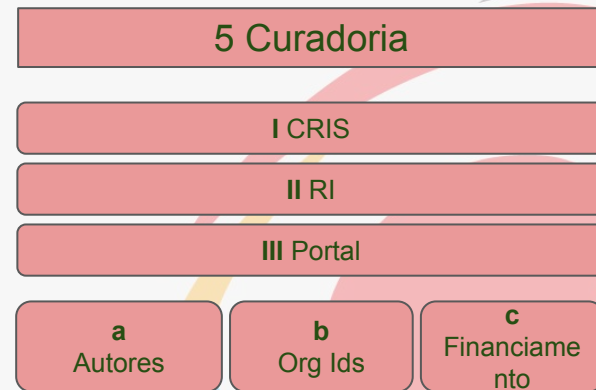 5 Curadoria
I CRIS
II RI
III Portal
a
Autores
b
Org Ids
c
Financiame
nto